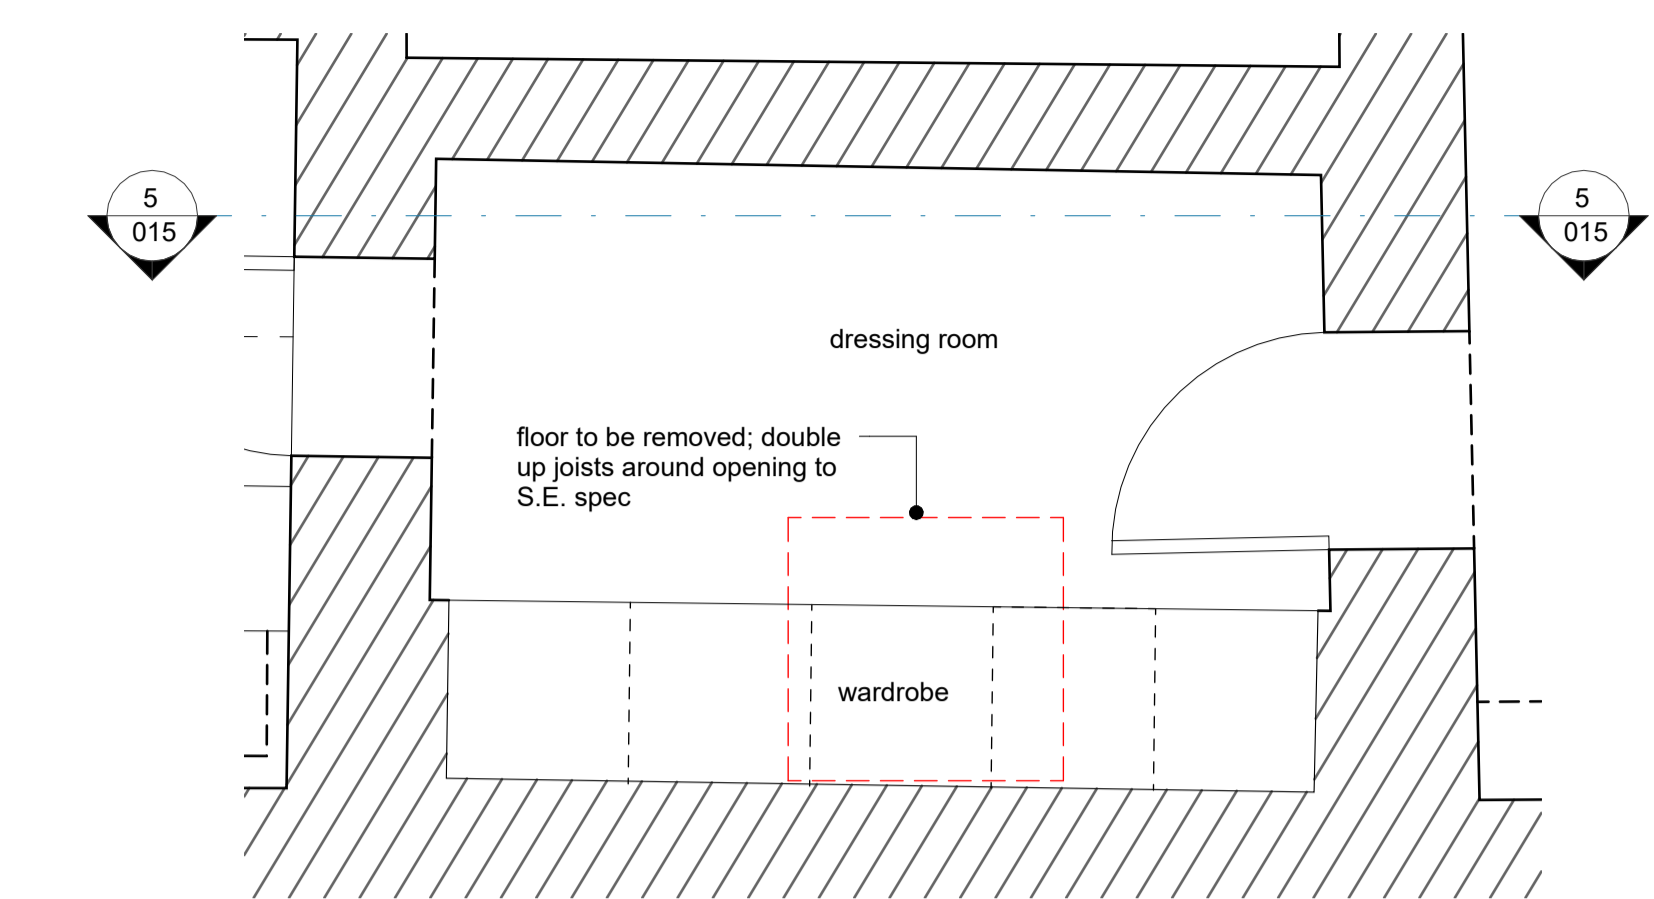 5
015
5
015
dressing room
floor to be removed; double
up joists around opening to
S.E. spec
wardrobe